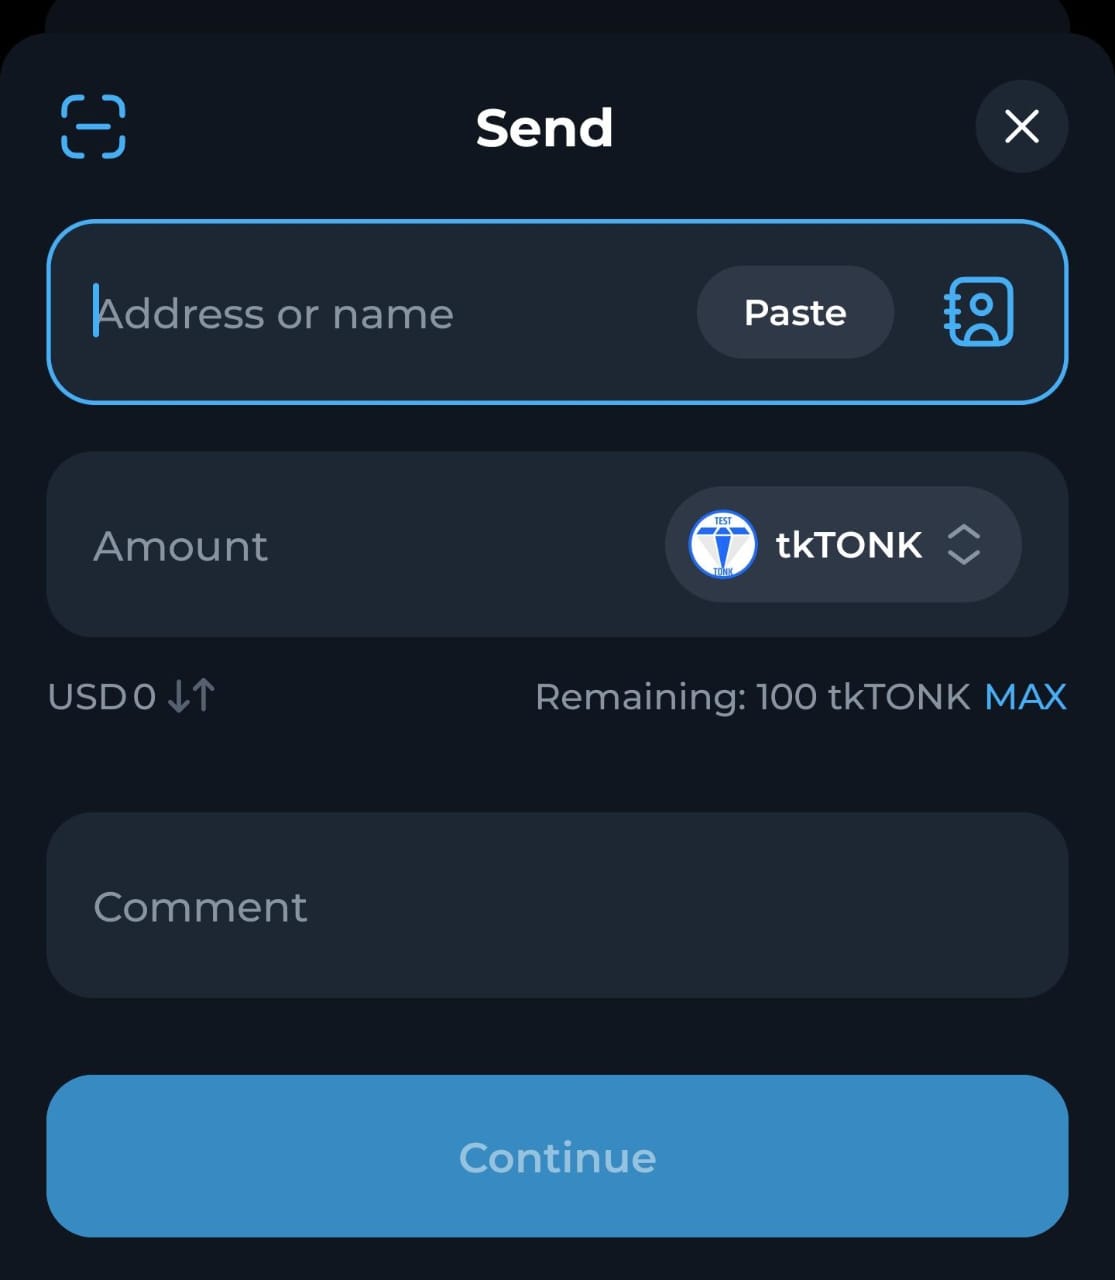 Send
Address or name
Paste
Amount
TEST
TONK
tkTONK
USD 0
Remaining: 100 tkTONK MAX
Comment
Continue